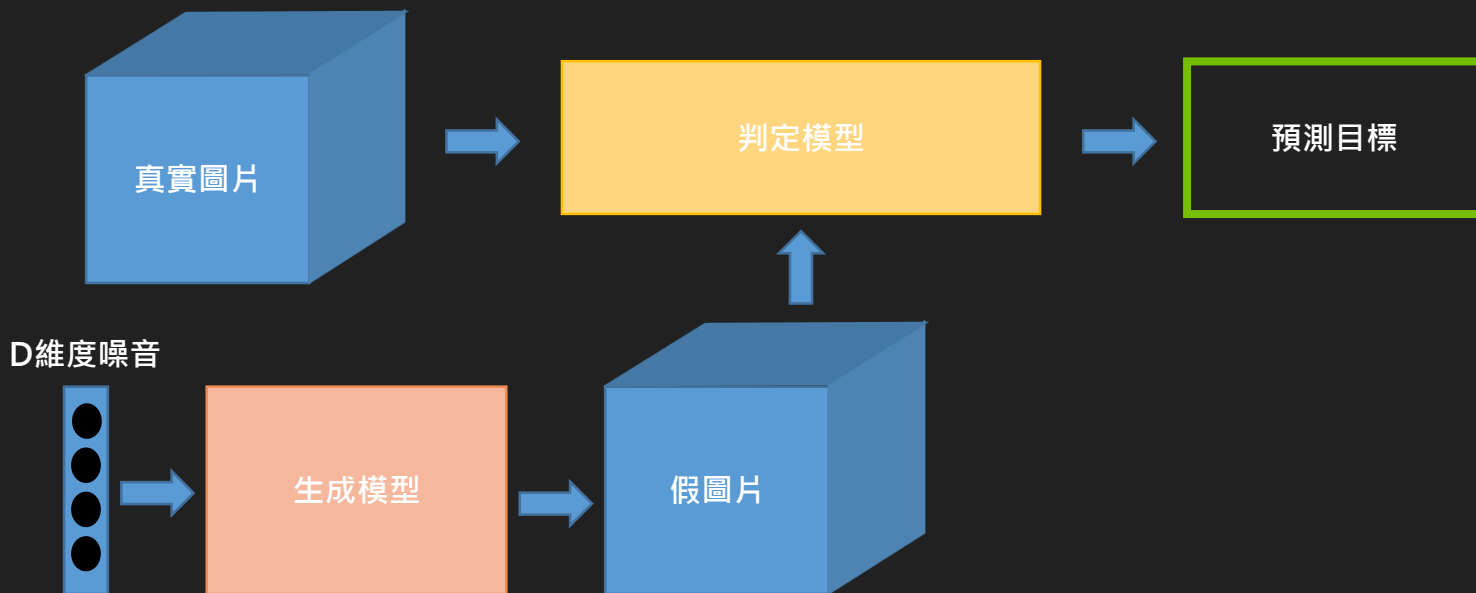 真實圖片
判定模型
預測目標
D維度噪音
生成模型
假圖片